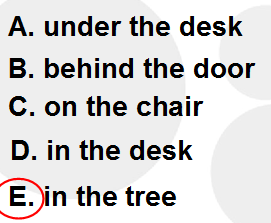 A. under the desk
B. behind the door
C. on the chair
D. in the desk
E. in the tree